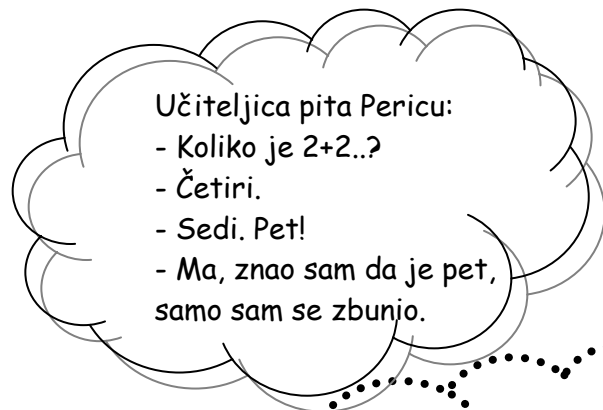 Učiteljica pita Pericu:
- Koliko je 2+2..?
- Četiri.
- Sedi. Pet!
- Ma, znao sam da je pet,
samo sam se zbunio.